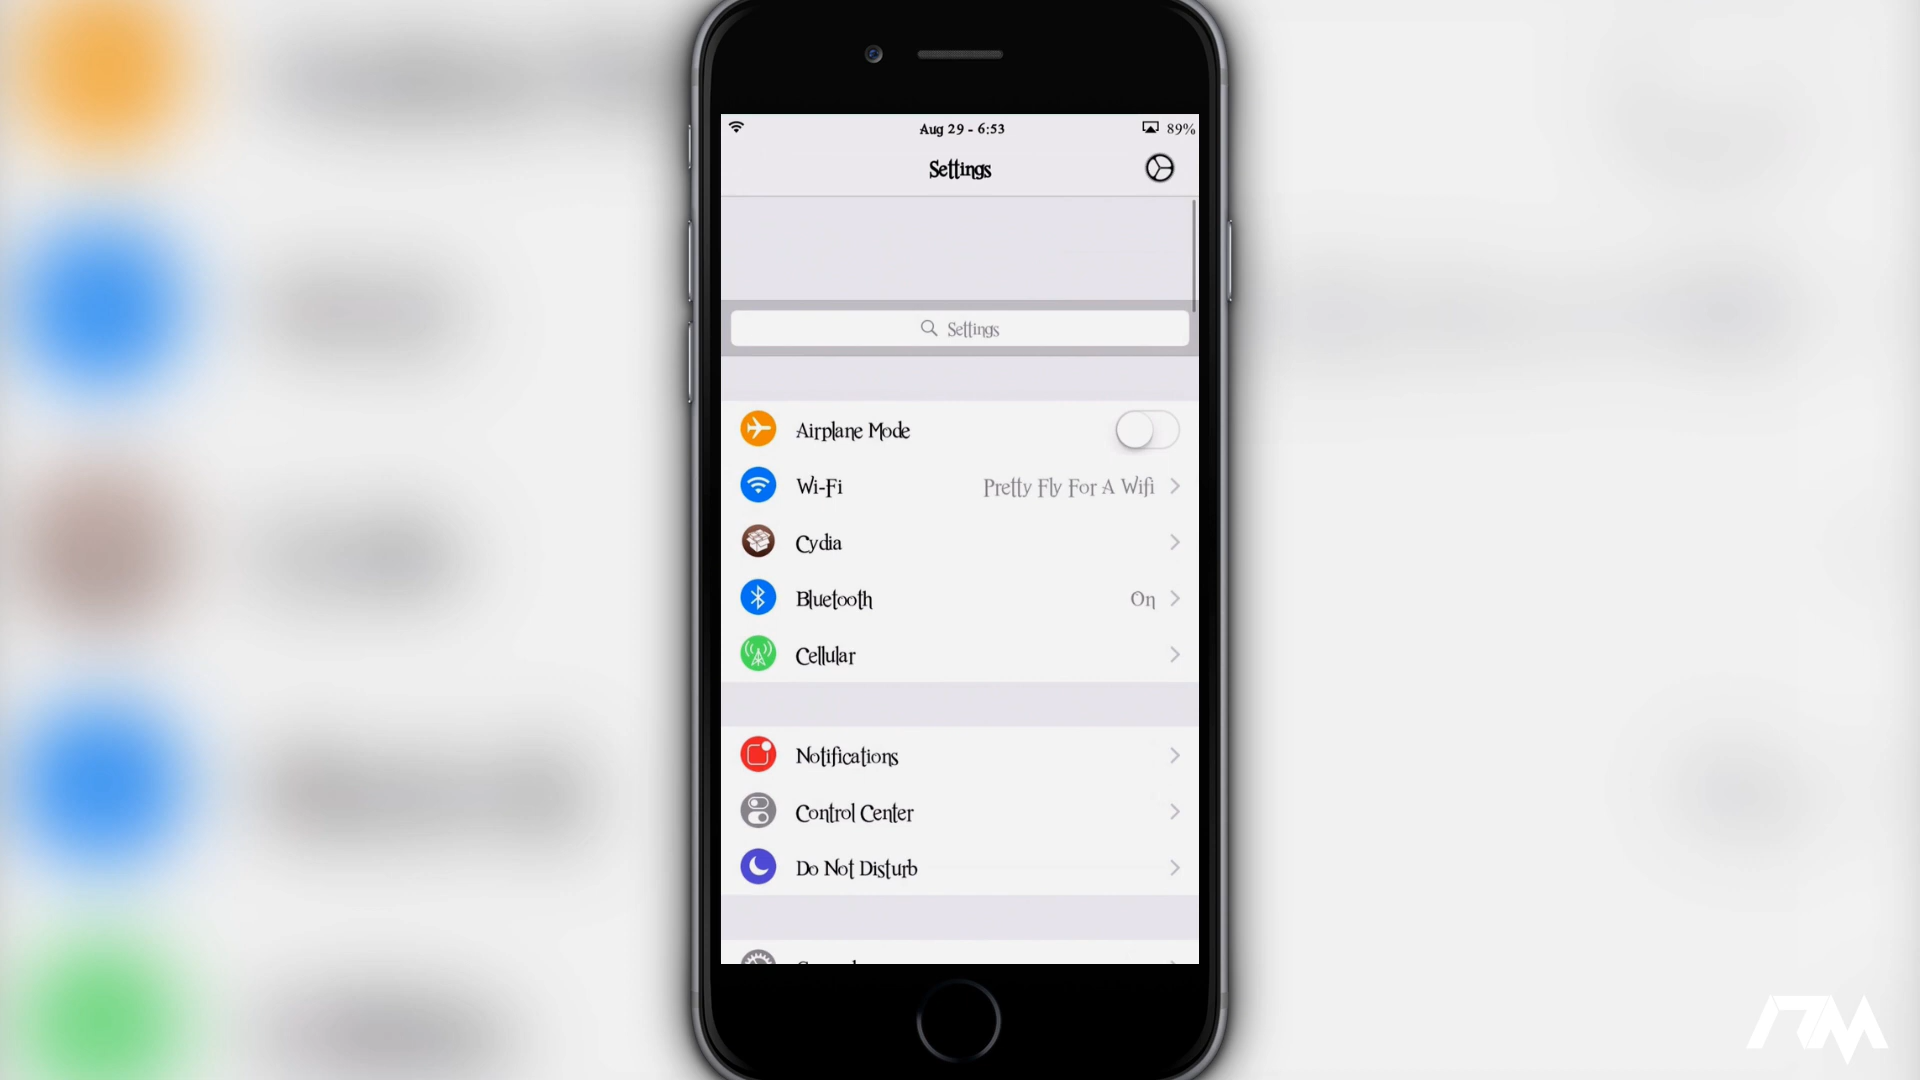 Aug 29 - 6:53
89%
Settings
Settings
Airplane Mode
Wi-Fi
Pretty Fly For A Wifi
Cydia
Bluetooth
On
Cellular
Notifications
Control Center
Do Not Disturb